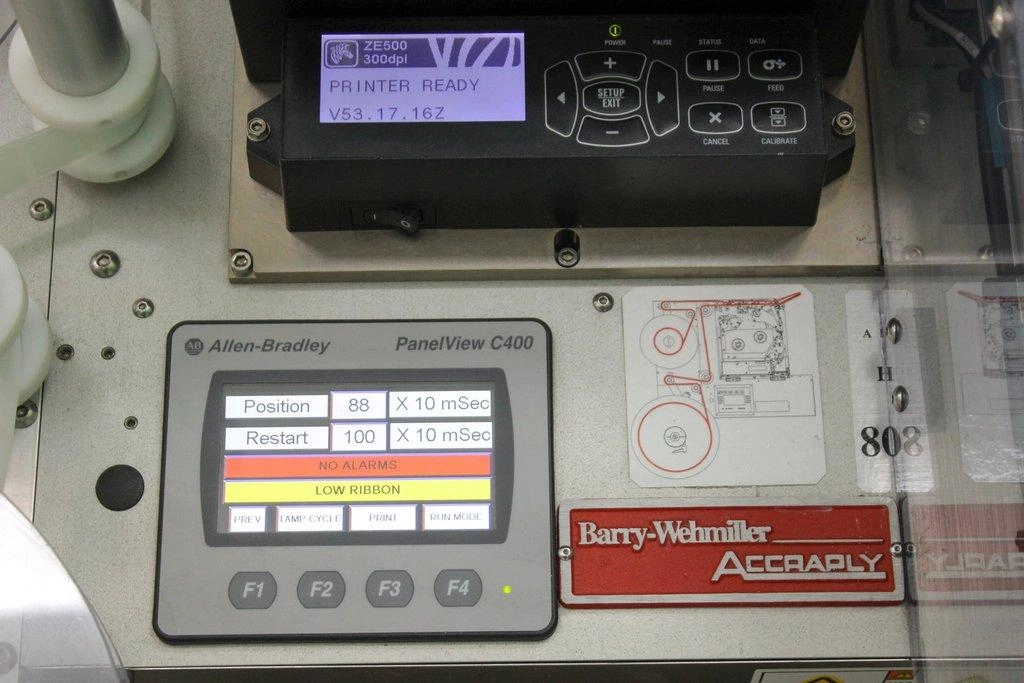 ZE500
300dpi
PRINTER READY
V53.17.16Z
POWER
PAUSE
STATUS
DATA
+
SETUP
EXIT
−
PAUSE
FEED
CANCEL
CALIBRATE
I O
AB Allen-Bradley
PanelView C400
Position 88 X 10 mSec
Restart 100 X 10 mSec
NO ALARMS
LOW RIBBON
PREV TAMP CYCLE PRINT RUN MODE
F1 F2 F3 F4
A
H
808
Barry-Wehmiller
ACCRAPLY